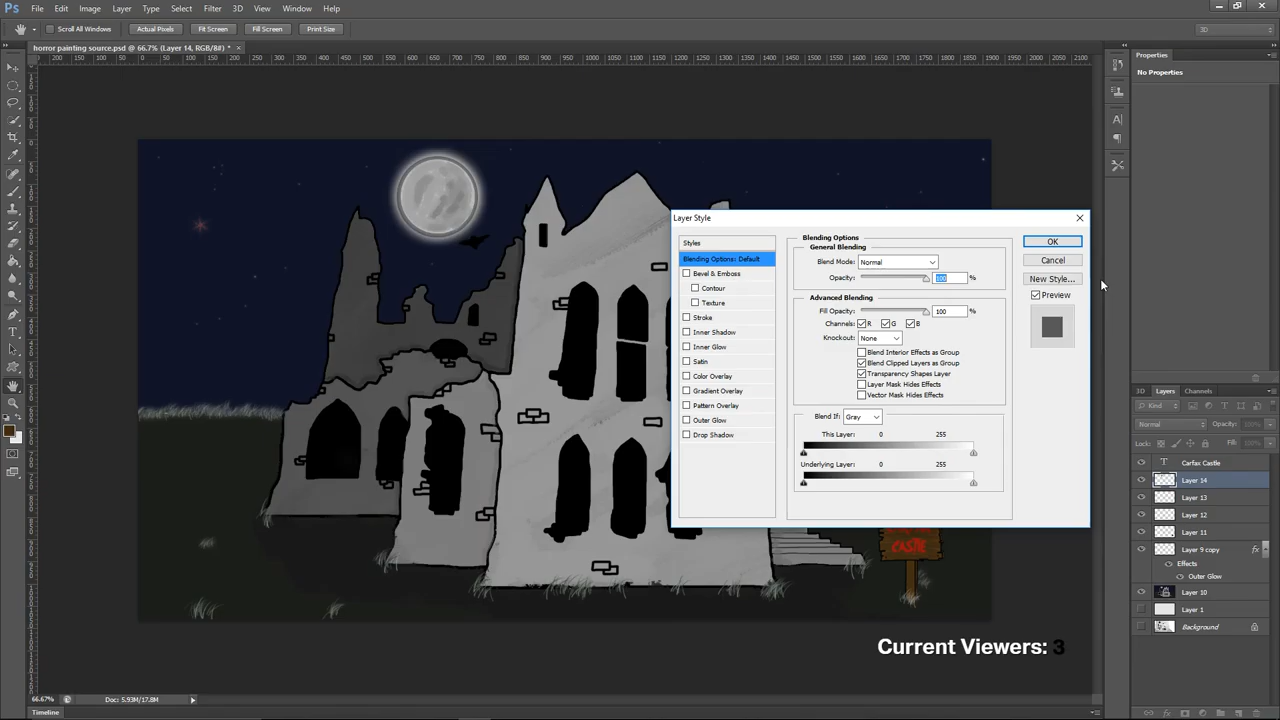 Ps File Edit Image Layer Type Select Filter 3D View Window Help
Scroll All Windows Actual Pixels Fit Screen Fill Screen Print Size 3D
horror painting source.psd @ 66.7% (Layer 14, RGB/8#) *
Properties
No Properties
Layer Style
Styles
Blending Options: Default
Bevel & Emboss
Contour
Texture
Stroke
Inner Shadow
Inner Glow
Satin
Color Overlay
Gradient Overlay
Pattern Overlay
Outer Glow
Drop Shadow
Blending Options
General Blending
Blend Mode: Normal
Opacity: 100 %
Advanced Blending
Fill Opacity: 100 %
Channels: R G B
Knockout: None
Blend Interior Effects as Group
Blend Clipped Layers as Group
Transparency Shapes Layer
Layer Mask Hides Effects
Vector Mask Hides Effects
Blend If: Gray
This Layer: 0 255
Underlying Layer: 0 255
OK
Cancel
New Style...
Preview
3D Layers Channels
Kind
Normal Opacity: 100%
Lock: Fill: 100%
Carfax Castle
Layer 14
Layer 13
Layer 12
Layer 11
Layer 9 copy fx
Effects
Outer Glow
Layer 10
Layer 1
Background
CASTLE
Current Viewers: 3
66.67% Doc: 5.93M/17.8M
Timeline